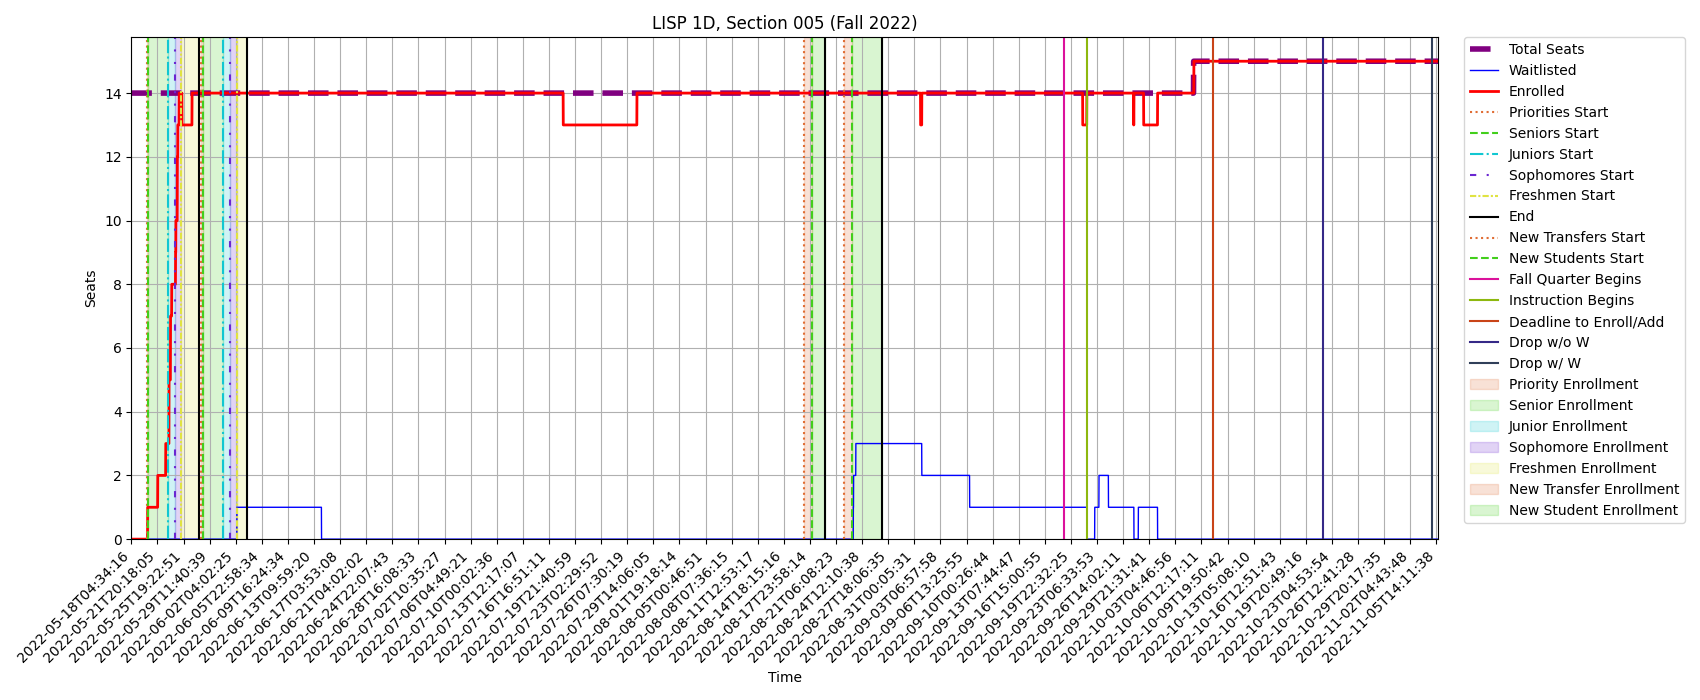 LISP 1D, Section 005 (Fall 2022)
Seats
14
12
10
8
6
4
2
0
2022-05-18T04:34:16
2022-05-21T20:18:05
2022-05-25T19:22:51
2022-05-29T11:40:39
2022-06-02T04:02:25
2022-06-05T22:58:34
2022-06-09T16:24:34
2022-06-13T09:59:20
2022-06-17T03:53:08
2022-06-21T04:02:02
2022-06-24T22:07:43
2022-06-28T16:08:33
2022-07-02T10:35:27
2022-07-06T04:49:21
2022-07-10T00:02:36
2022-07-13T12:17:07
2022-07-16T16:51:11
2022-07-19T21:40:59
2022-07-23T02:29:52
2022-07-26T07:30:19
2022-07-29T14:06:05
2022-08-01T19:18:14
2022-08-05T00:46:51
2022-08-08T07:36:15
2022-08-11T12:53:17
2022-08-14T18:15:16
2022-08-17T23:58:14
2022-08-21T06:08:23
2022-08-24T12:10:38
2022-08-27T18:06:35
2022-08-31T00:05:31
2022-09-03T06:57:58
2022-09-06T13:25:55
2022-09-10T00:26:44
2022-09-13T07:44:47
2022-09-16T15:00:55
2022-09-19T22:32:25
2022-09-23T06:33:53
2022-09-26T14:02:11
2022-09-29T21:31:41
2022-10-03T04:46:56
2022-10-06T12:17:11
2022-10-09T19:50:42
2022-10-13T05:08:10
2022-10-16T12:51:43
2022-10-19T20:49:16
2022-10-23T04:53:54
2022-10-26T12:41:28
2022-10-29T20:17:35
2022-11-02T04:43:48
2022-11-05T14:11:38
Time
Total Seats
Waitlisted
Enrolled
Priorities Start
Seniors Start
Juniors Start
Sophomores Start
Freshmen Start
End
New Transfers Start
New Students Start
Fall Quarter Begins
Instruction Begins
Deadline to Enroll/Add
Drop w/o W
Drop w/ W
Priority Enrollment
Senior Enrollment
Junior Enrollment
Sophomore Enrollment
Freshmen Enrollment
New Transfer Enrollment
New Student Enrollment